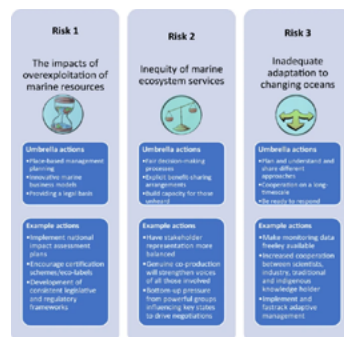 Risk 1
The impacts of
overexploitation of
marine resources
Umbrella actions
•Place-based management
planning
•Innovative marine
business models
•Providing a legal basis
Example actions
•Implement national
impact assessment
plans
•Encourage certification
schemes/eco-labels
•Development of
consistent legislative
and regulatory
frameworks
Risk 2
Inequity of marine
ecosystem services
Umbrella actions
•Fair decision-making
processes
•Explicit benefit-sharing
arrangements
•Build capacity for those
unheard
Example actions
•Have stakeholder
representation more
balanced
•Genuine co-production
will strengthen voices
of all those involved
•Bottom-up pressure
from powerful groups
influencing key states
to drive negotiations
Risk 3
Inadequate
adaptation to
changing oceans
Umbrella actions
•Plan and understand and
share different
approaches
•Cooperation on a long-
timescale
•Be ready to respond
Example actions
•Make monitoring data
freeley available
•Increased cooperation
between scientists,
industry, traditional
and indigenous
knowledge holder
•Implement and
fastrack adaptive
management